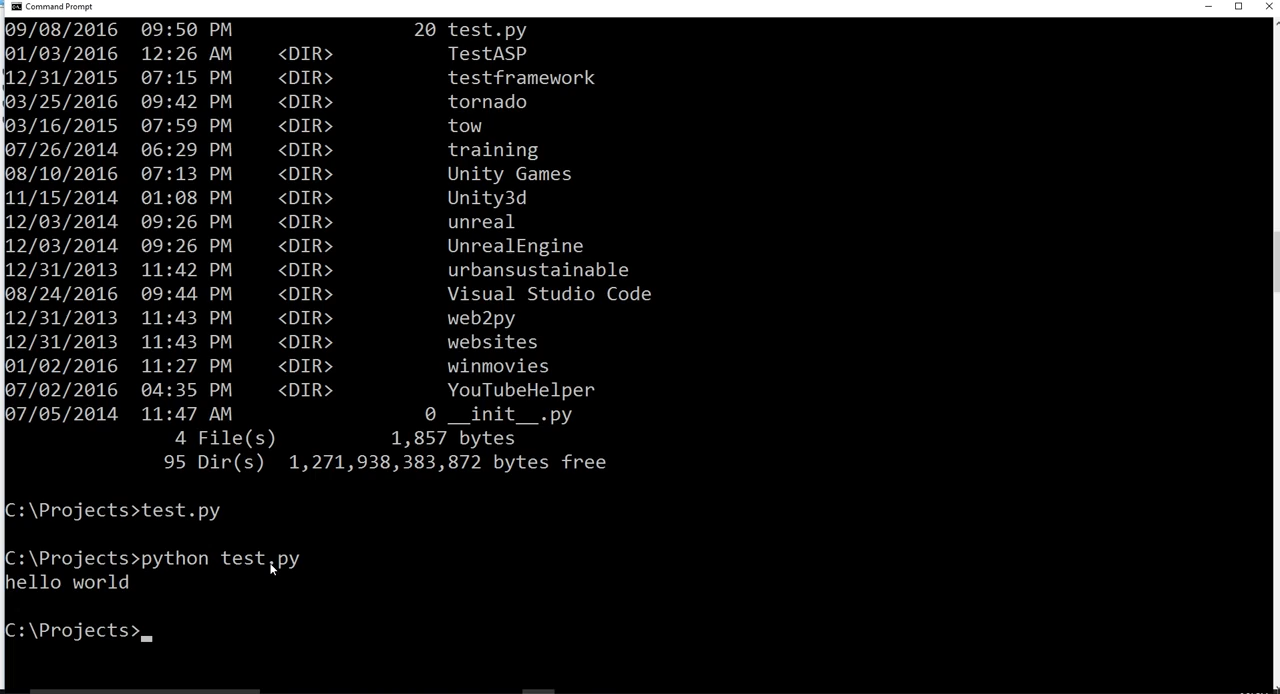 Command Prompt
09/08/2016  09:50 PM                20 test.py
01/03/2016  12:26 AM    <DIR>          TestASP
12/31/2015  07:15 PM    <DIR>          testframework
03/25/2016  09:42 PM    <DIR>          tornado
03/16/2015  07:59 PM    <DIR>          tow
07/26/2014  06:29 PM    <DIR>          training
08/10/2016  07:13 PM    <DIR>          Unity Games
11/15/2014  01:08 PM    <DIR>          Unity3d
12/03/2014  09:26 PM    <DIR>          unreal
12/03/2014  09:26 PM    <DIR>          UnrealEngine
12/31/2013  11:42 PM    <DIR>          urbansustainable
08/24/2016  09:44 PM    <DIR>          Visual Studio Code
12/31/2013  11:43 PM    <DIR>          web2py
12/31/2013  11:43 PM    <DIR>          websites
01/02/2016  11:27 PM    <DIR>          winmovies
07/02/2016  04:35 PM    <DIR>          YouTubeHelper
07/05/2014  11:47 AM                 0 __init__.py
4 File(s)          1,857 bytes
95 Dir(s)  1,271,938,383,872 bytes free
C:\Projects>test.py
C:\Projects>python test.py
hello world
C:\Projects>